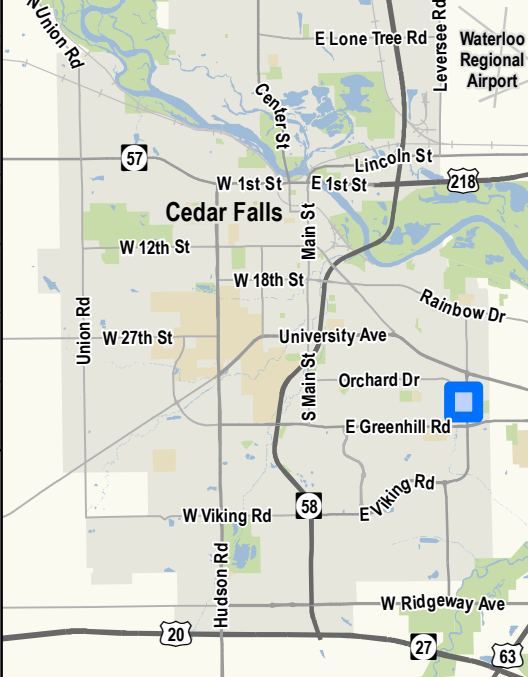 N Union Rd
E Lone Tree Rd
Leversee Rd
Waterloo
Regional
Airport
Center St
57
Lincoln St
W 1st St
E 1st St
218
Cedar Falls
Main St
W 12th St
W 18th St
Rainbow Dr
Union Rd
W 27th St
University Ave
S Main St
Orchard Dr
E Greenhill Rd
E Viking Rd
58
W Viking Rd
Hudson Rd
W Ridgeway Ave
20
27
63